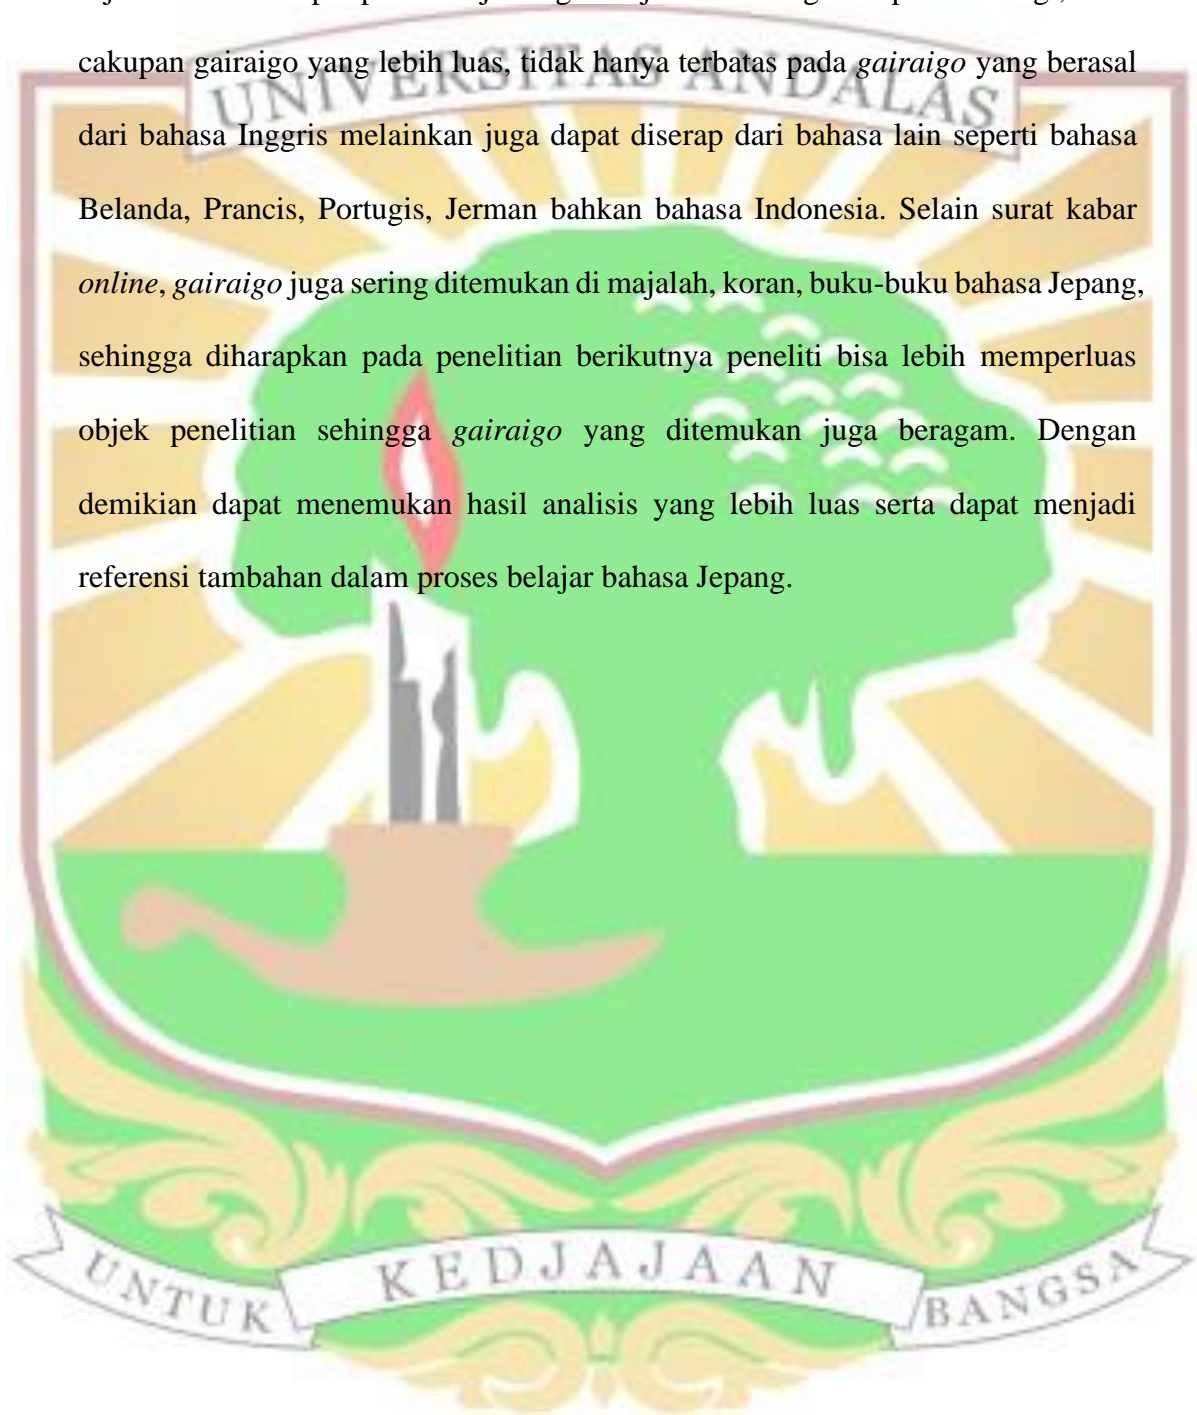 UNIVERSITAS ANDALAS
cakupan gairaigo yang lebih luas, tidak hanya terbatas pada gairaigo yang berasal
dari bahasa Inggris melainkan juga dapat diserap dari bahasa lain seperti bahasa
Belanda, Prancis, Portugis, Jerman bahkan bahasa Indonesia. Selain surat kabar
online, gairaigo juga sering ditemukan di majalah, koran, buku-buku bahasa Jepang,
sehingga diharapkan pada penelitian berikutnya peneliti bisa lebih memperluas
objek penelitian sehingga gairaigo yang ditemukan juga beragam. Dengan
demikian dapat menemukan hasil analisis yang lebih luas serta dapat menjadi
referensi tambahan dalam proses belajar bahasa Jepang.
UNTUK KEDJAJAAN BANGSA